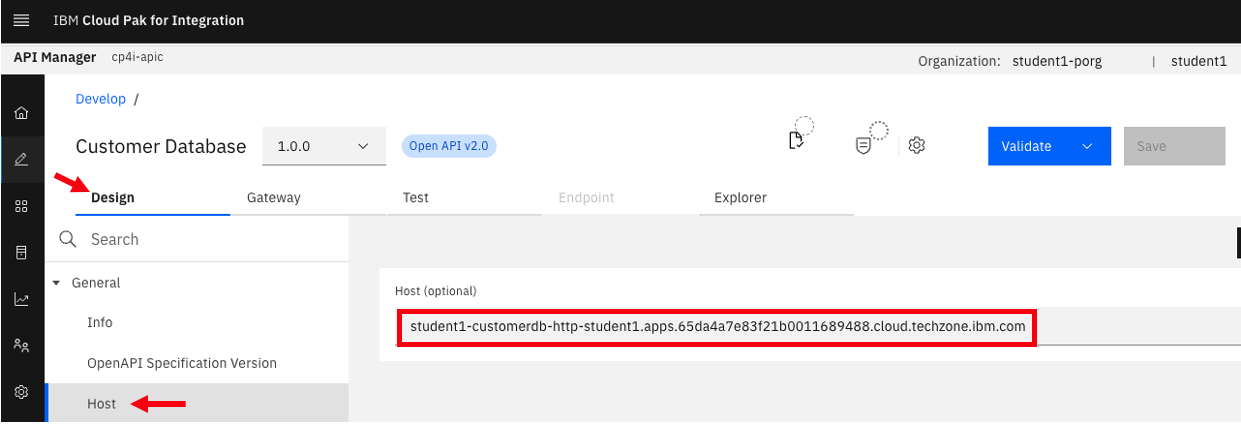 IBM Cloud Pak for Integration
API Manager cp4i-apic
Organization: student1-porg | student1
Develop /
Customer Database 1.0.0 Open API v2.0 Validate Save
Design Gateway Test Endpoint Explorer
Search
General
Host (optional)
student1-customerdb-http-student1.apps.65da4a7e83f21b0011689488.cloud.techzone.ibm.com
Info
OpenAPI Specification Version
Host